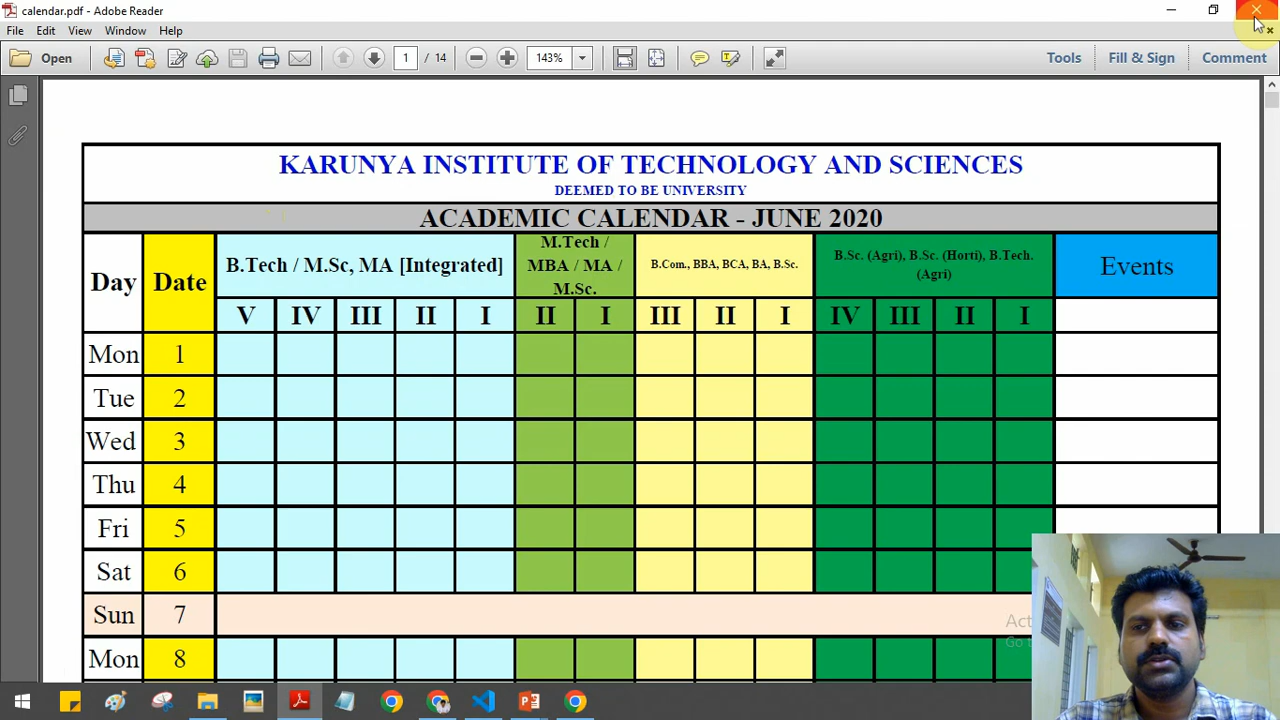 calendar.pdf - Adobe Reader
File Edit View Window Help
Open 1 / 14 143% Tools Fill & Sign Comment
KARUNYA INSTITUTE OF TECHNOLOGY AND SCIENCES
DEEMED TO BE UNIVERSITY
ACADEMIC CALENDAR - JUNE 2020
Day Date B.Tech / M.Sc, MA [Integrated] M.Tech / MBA / MA / M.Sc. B.Com., BBA, BCA, BA, B.Sc. B.Sc. (Agri), B.Sc. (Horti), B.Tech. (Agri) Events
V IV III II I II I III II I IV III II I
Mon 1
Tue 2
Wed 3
Thu 4
Fri 5
Sat 6
Sun 7
Mon 8